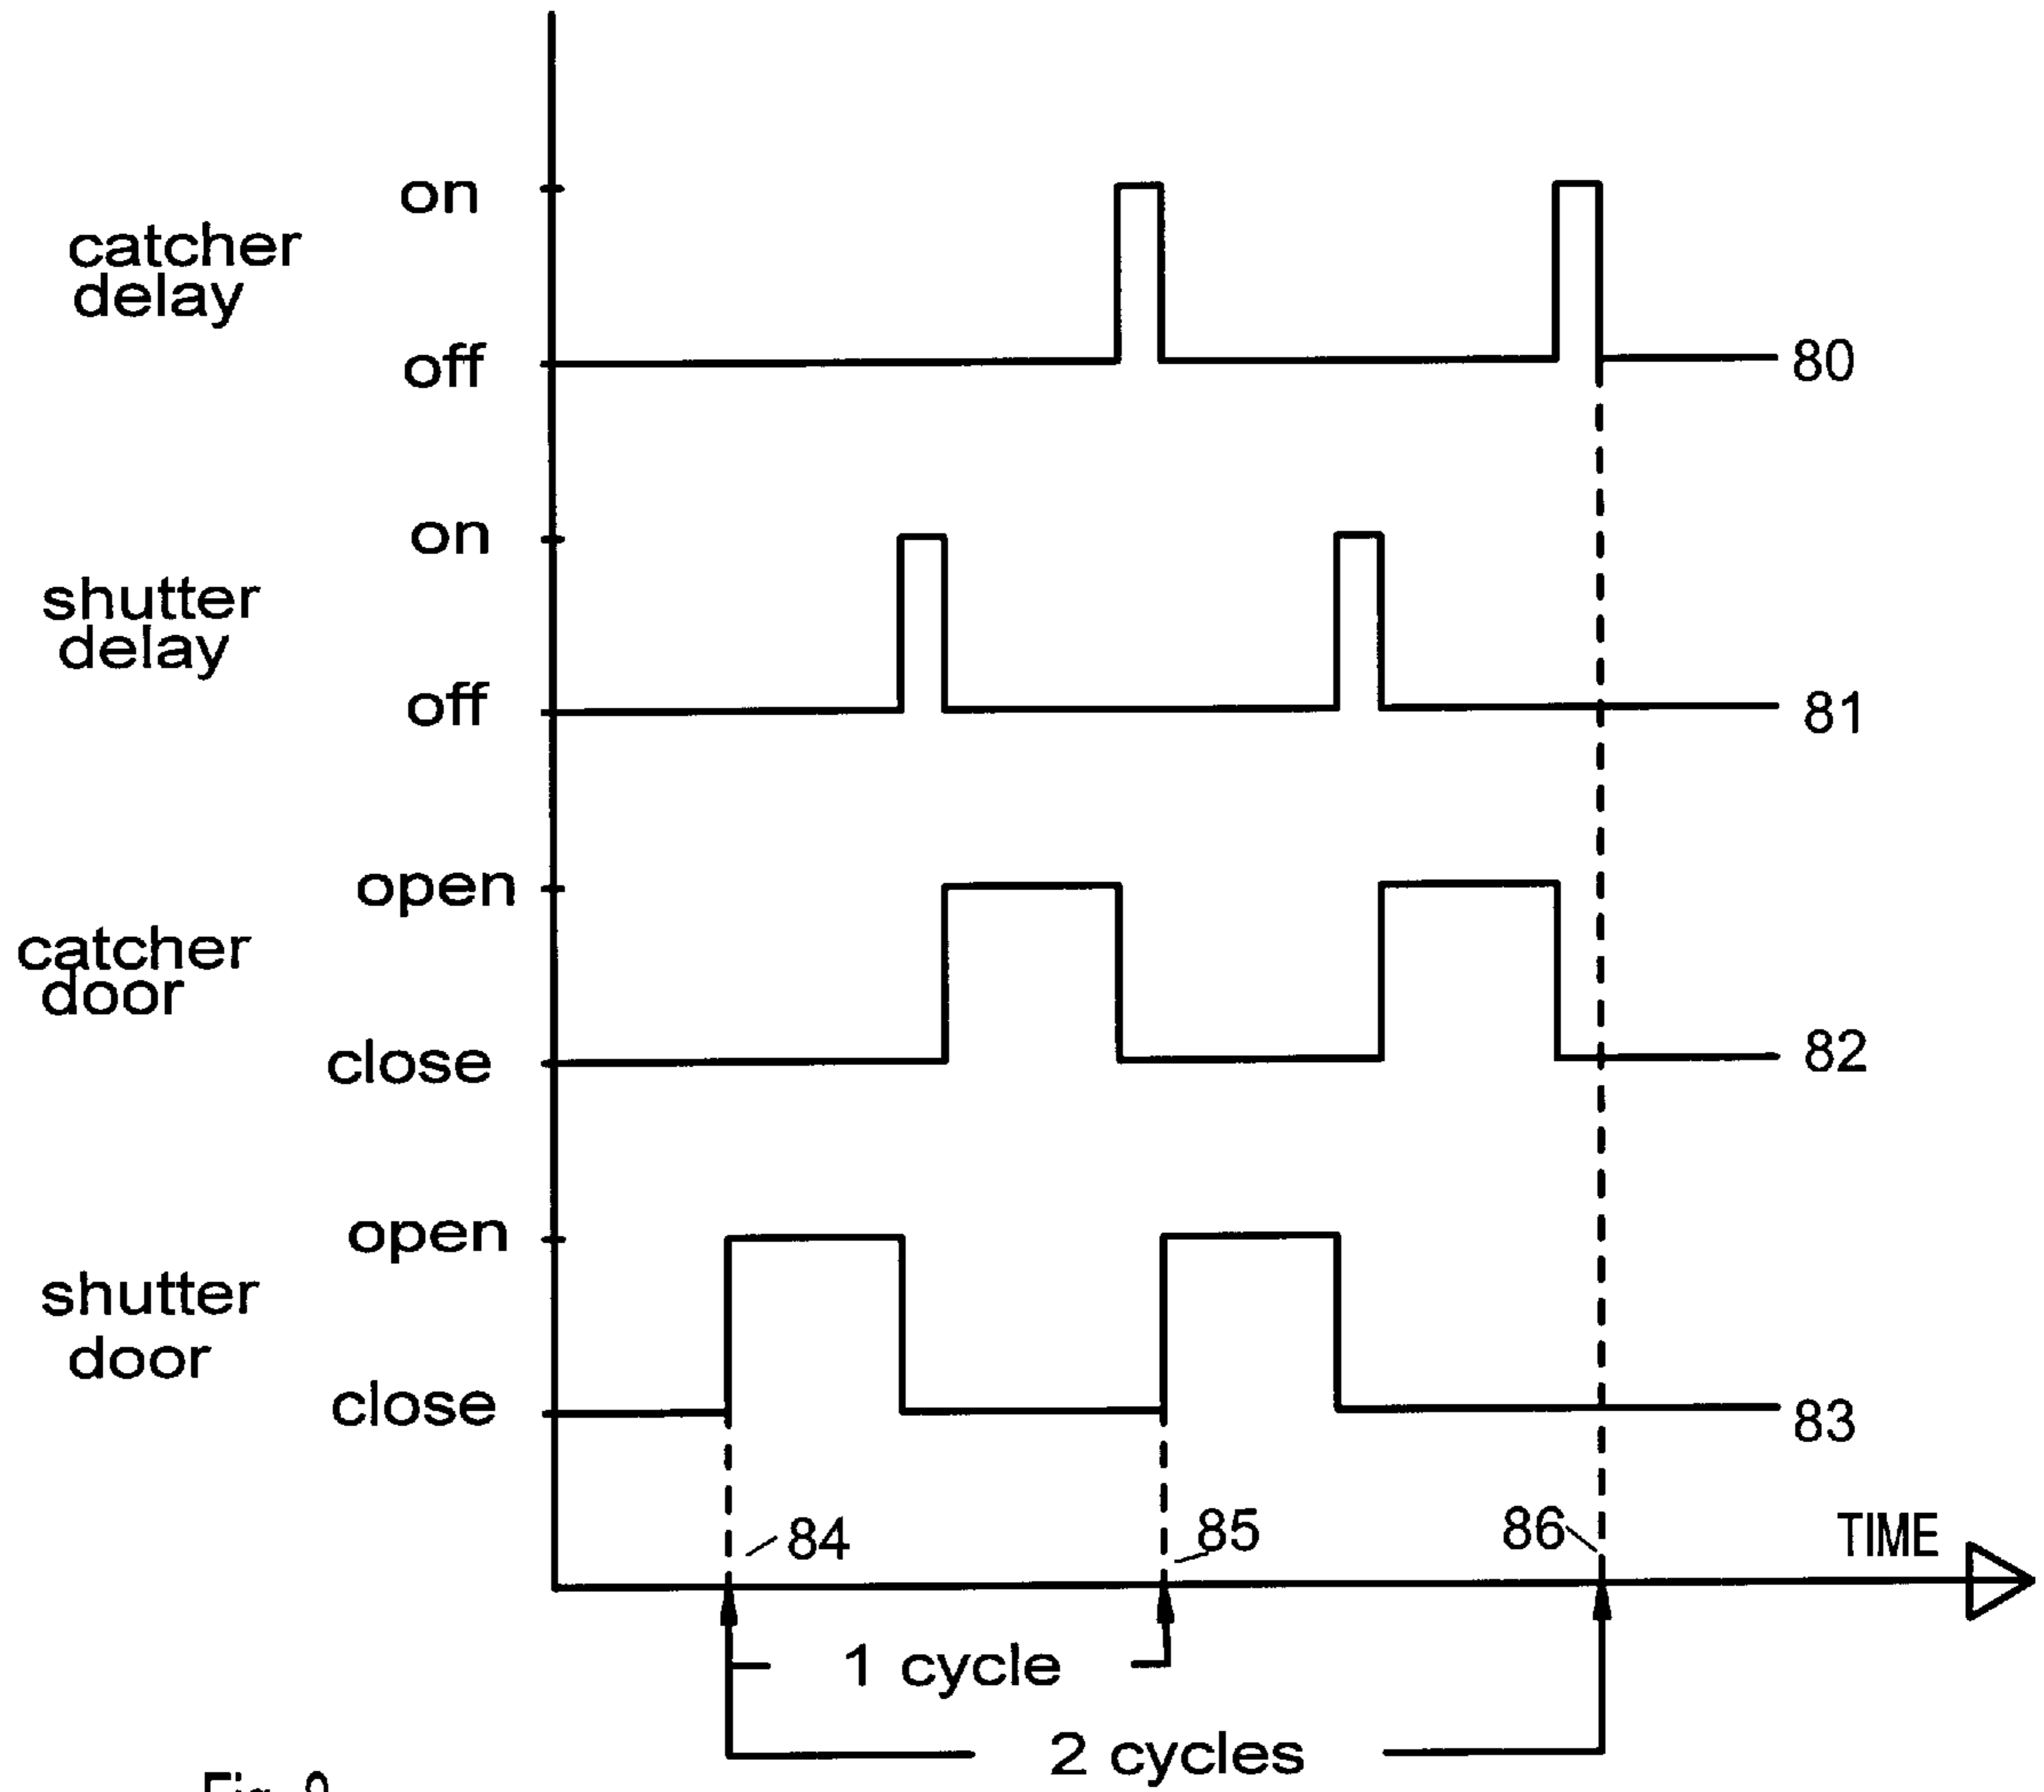 on
catcher
delay
off
80
on
shutter
delay
off
81
open
catcher
door
close
82
open
shutter
door
close
83
84
85
86
TIME
1 cycle
2 cycles